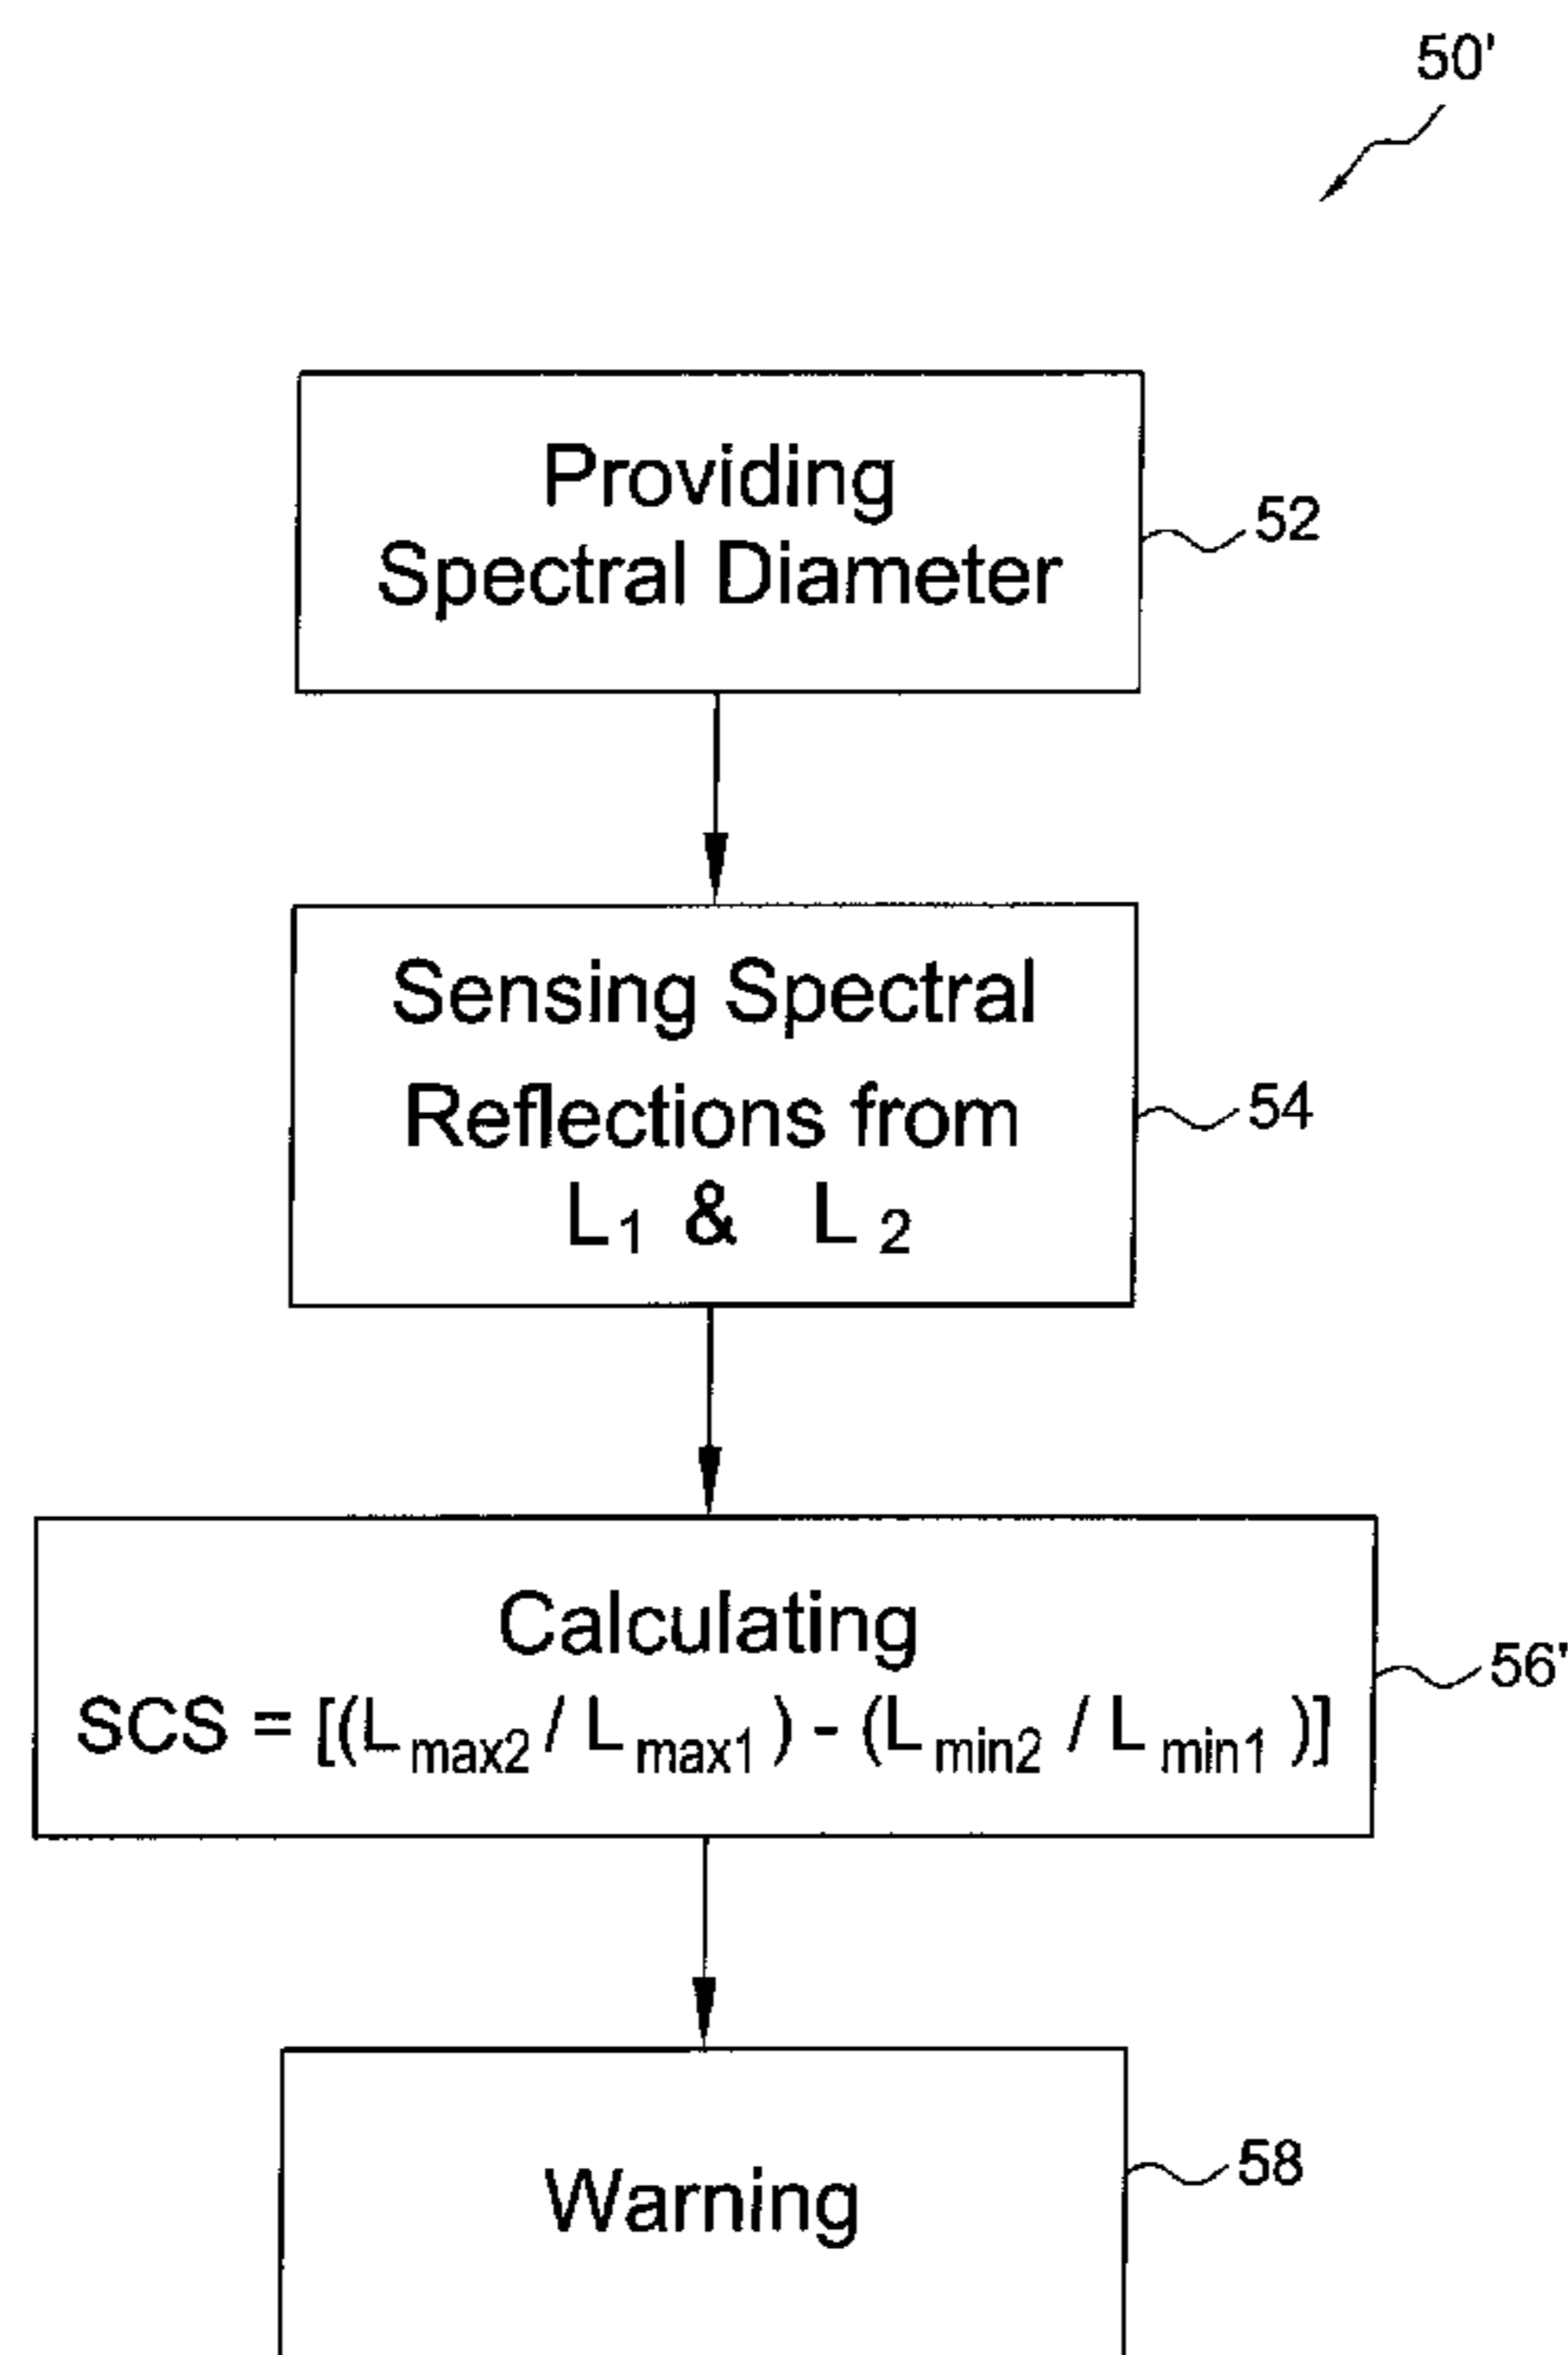 50'
Providing
Spectral Diameter
52
Sensing Spectral
Reflections from
L₁ & L₂
54
Calculating
SCS = [(Lmax2 / Lmax1) - (Lmin2 / Lmin1)]
56'
Warning
58